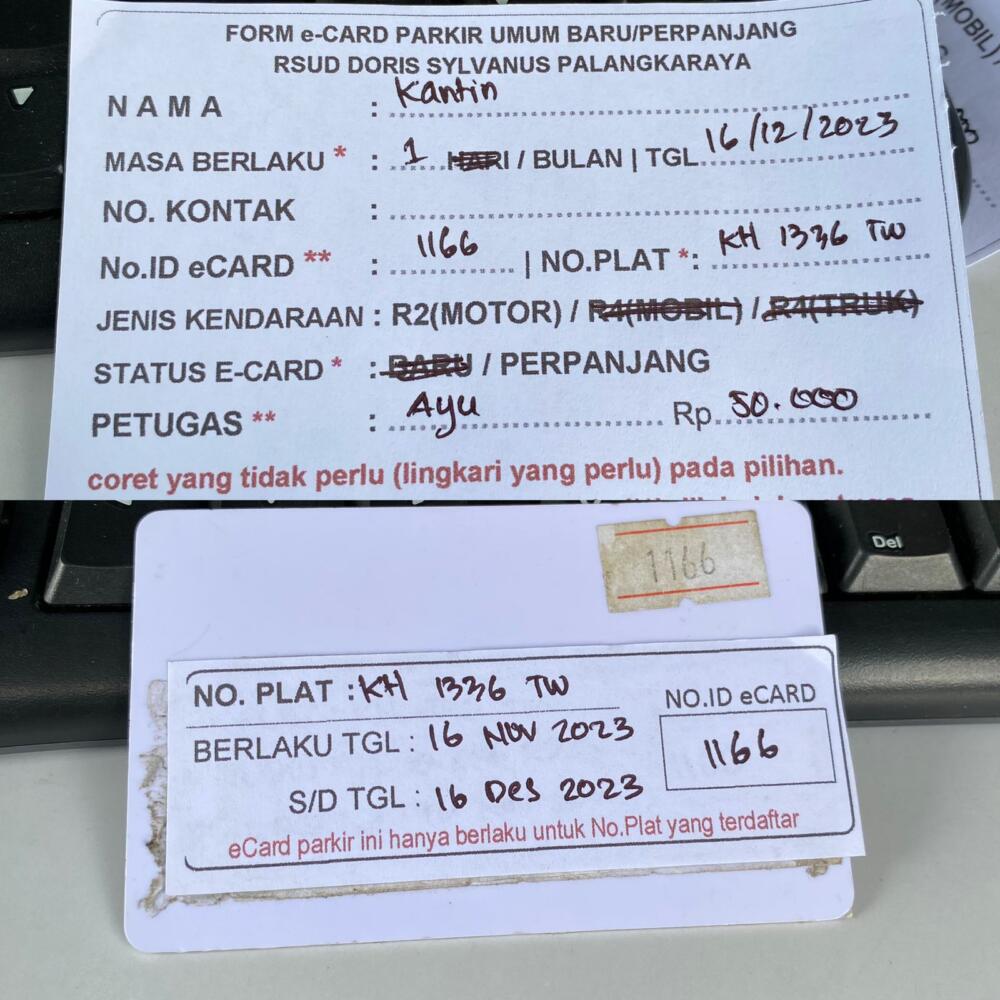 FORM e-CARD PARKIR UMUM BARU/PERPANJANG
RSUD DORIS SYLVANUS PALANGKARAYA
NAMA : Kantin
MASA BERLAKU * : 1 HARI / BULAN | TGL 16/12/2023
NO. KONTAK :
No.ID eCARD ** : 1166 | NO.PLAT *: KH 1336 TW
JENIS KENDARAAN : R2(MOTOR) / R4(MOBIL) / R4(TRUK)
STATUS E-CARD * : BARU / PERPANJANG
PETUGAS ** : Ayu Rp. 50.000
coret yang tidak perlu (lingkari yang perlu) pada pilihan.
MOBIL)
Del
1166
NO. PLAT : KH 1336 TW
NO.ID eCARD
BERLAKU TGL : 16 NOV 2023
1166
S/D TGL : 16 Des 2023
eCard parkir ini hanya berlaku untuk No.Plat yang terdaftar